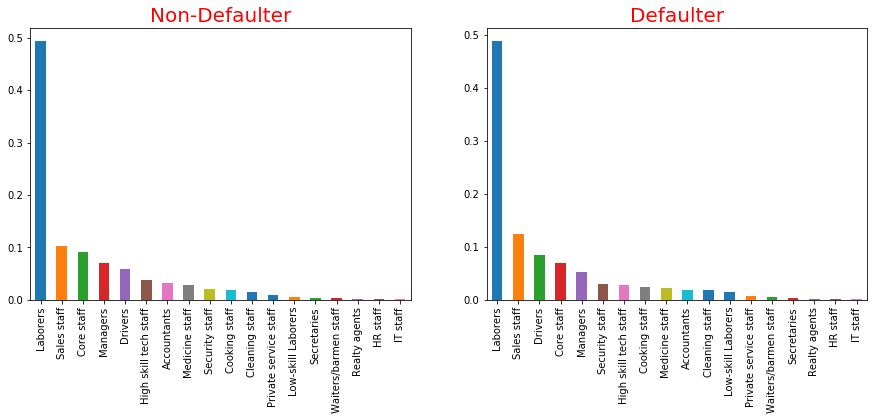 Non-Defaulter
0.5
0.4
0.3
0.2
0.1
0.0
Laborers
Sales staff
Core staff
Managers
Drivers
High skill tech staff
Accountants
Medicine staff
Security staff
Cooking staff
Cleaning staff
Private service staff
Low-skill Laborers
Secretaries
Waiters/barmen staff
Realty agents
HR staff
IT staff
Defaulter
0.5
0.4
0.3
0.2
0.1
0.0
Laborers
Sales staff
Drivers
Core staff
Managers
Security staff
High skill tech staff
Cooking staff
Medicine staff
Accountants
Cleaning staff
Low-skill Laborers
Private service staff
Waiters/barmen staff
Secretaries
Realty agents
HR staff
IT staff